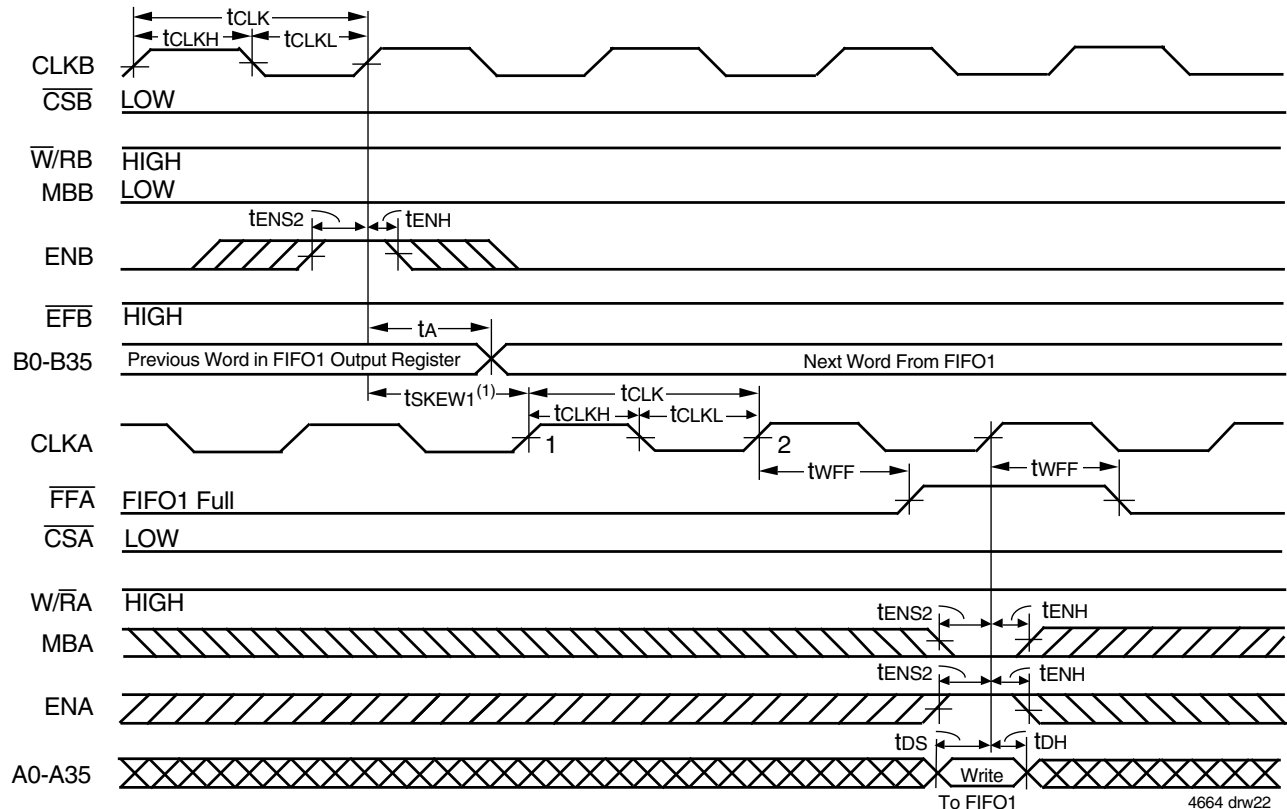 tCLK
tCLKH tCLKL
CLKB
CSB LOW
W/RB HIGH
MBB LOW
tENS2 tENH
ENB
EFB HIGH
tA
B0-B35 Previous Word in FIFO1 Output Register Next Word From FIFO1
tSKEW1(1) tCLK
tCLKH tCLKL
CLKA 1 2
tWFF tWFF
FFA FIFO1 Full
CSA LOW
W/RA HIGH
tENS2 tENH
MBA
tENS2 tENH
ENA
tDS tDH
A0-A35 Write
To FIFO1 4664 drw22